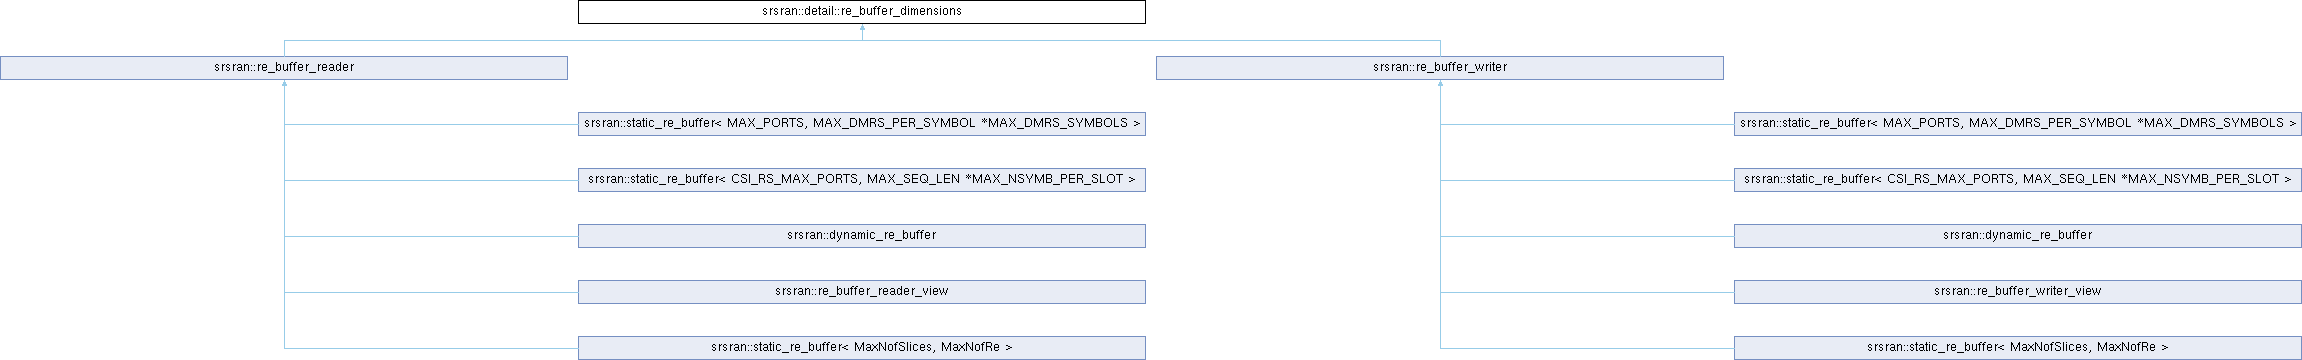 srsran::detail::re_buffer_dimensions
srsran::re_buffer_reader
srsran::re_buffer_writer
srsran::static_re_buffer< MAX_PORTS, MAX_DMRS_PER_SYMBOL *MAX_DMRS_SYMBOLS >
srsran::static_re_buffer< MAX_PORTS, MAX_DMRS_PER_SYMBOL *MAX_DMRS_SYMBOLS >
srsran::static_re_buffer< CSI_RS_MAX_PORTS, MAX_SEQ_LEN *MAX_NSYMB_PER_SLOT >
srsran::static_re_buffer< CSI_RS_MAX_PORTS, MAX_SEQ_LEN *MAX_NSYMB_PER_SLOT >
srsran::dynamic_re_buffer
srsran::dynamic_re_buffer
srsran::re_buffer_reader_view
srsran::re_buffer_writer_view
srsran::static_re_buffer< MaxNofSlices, MaxNofRe >
srsran::static_re_buffer< MaxNofSlices, MaxNofRe >